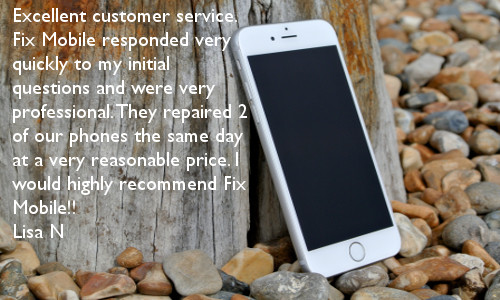 Excellent customer service.
Fix Mobile responded very
quickly to my initial
questions and were very
professional. They repaired 2
of our phones the same day
at a very reasonable price. I
would highly recommend Fix
Mobile!!
Lisa N